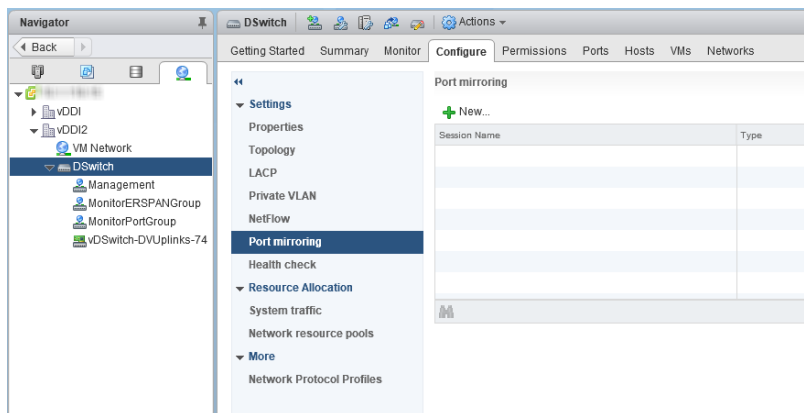 Navigator
Back
vDDI
vDDI2
VM Network
DSwitch
Management
MonitorERSPANGroup
MonitorPortGroup
vDSwitch-DVUplinks-74
DSwitch Actions
Getting Started Summary Monitor Configure Permissions Ports Hosts VMs Networks
Settings
Properties
Topology
LACP
Private VLAN
NetFlow
Port mirroring
Health check
Resource Allocation
System traffic
Network resource pools
More
Network Protocol Profiles
Port mirroring
New...
Session Name Type